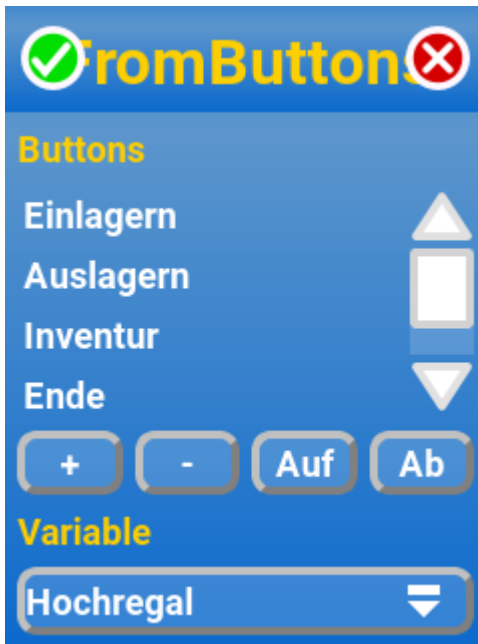 FromButtons
Buttons
Einlagern
Auslagern
Inventur
Ende
+ - Auf Ab
Variable
Hochregal